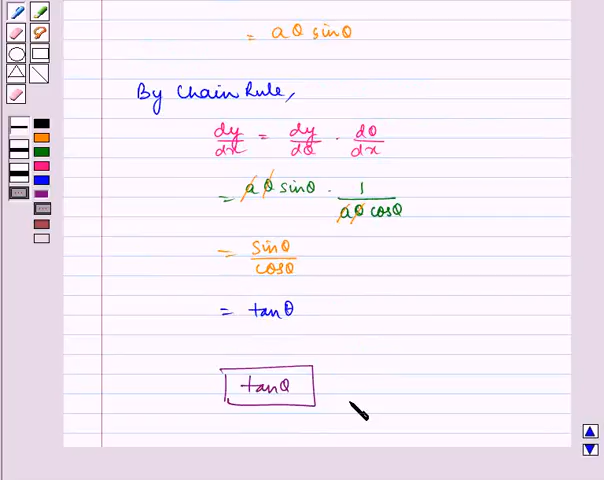 = aθ sinθ
By Chain Rule,
dy/dx = dy/dθ · dθ/dx
= aθ sinθ · 1/aθ cosθ
= sinθ/cosθ
= tanθ
tanθ